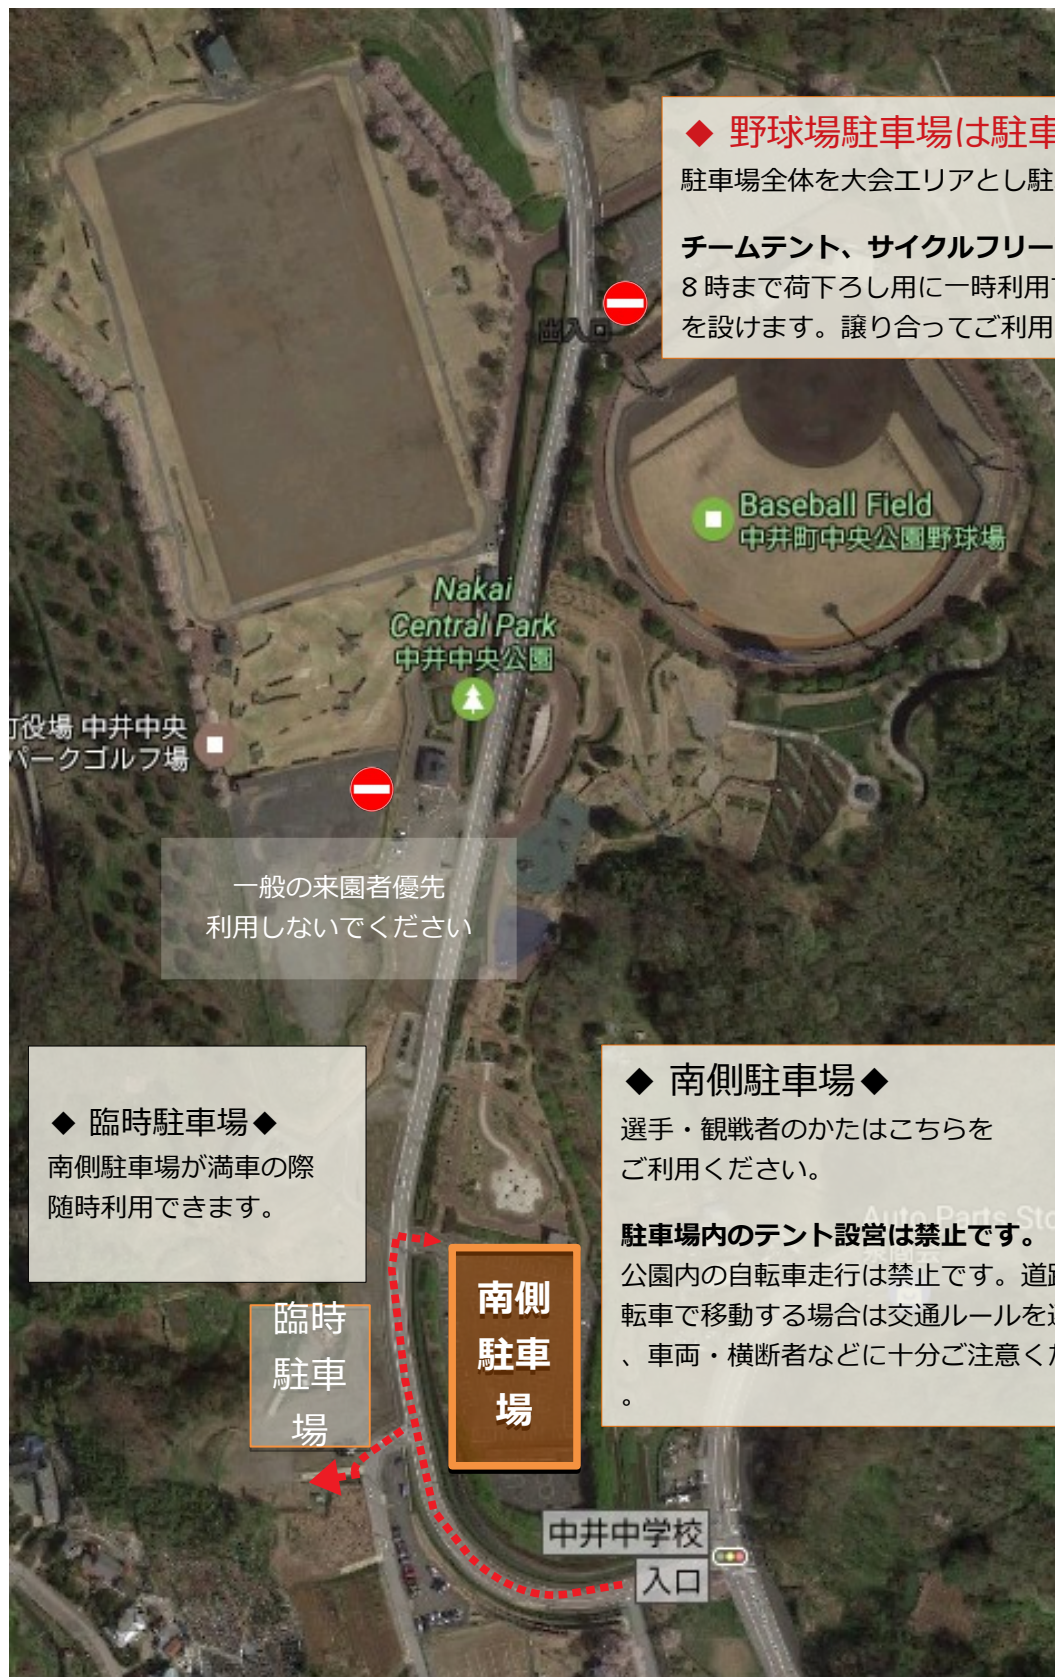 ◆ 野球場駐車場は駐車
駐車場全体を大会エリアとし駐
チームテント、サイクルフリー
8時まで荷下ろし用に一時利用
を設けます。譲り合ってご利用
出入口
Baseball Field
中井町中央公園野球場
Nakai
Central Park
中井中央公園
町役場 中井中央
パークゴルフ場
一般の来園者優先
利用しないでください
◆ 臨時駐車場◆
南側駐車場が満車の際
随時利用できます。
◆ 南側駐車場◆
選手・観戦者のかたはこちらを
ご利用ください。
Auto Parts Sto
駐車場内のテント設営は禁止です。
公園内の自転車走行は禁止です。道路
転車で移動する場合は交通ルールを遵
、車両・横断者などに十分ご注意くだ
。
南側
駐車
場
臨時
駐車
場
中井中学校
入口